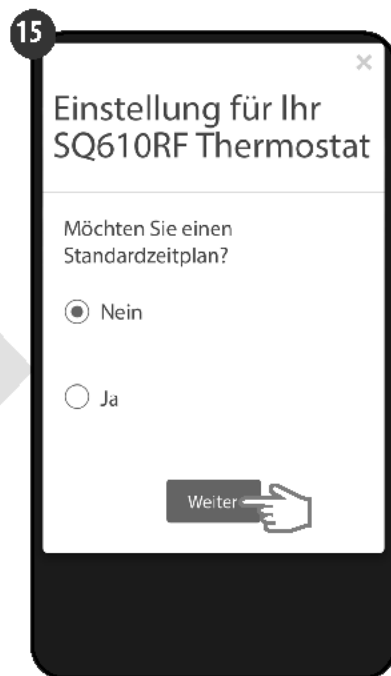 15
×
Einstellung für Ihr
SQ610RF Thermostat
Möchten Sie einen
Standardzeitplan?
Nein
Ja
Weiter